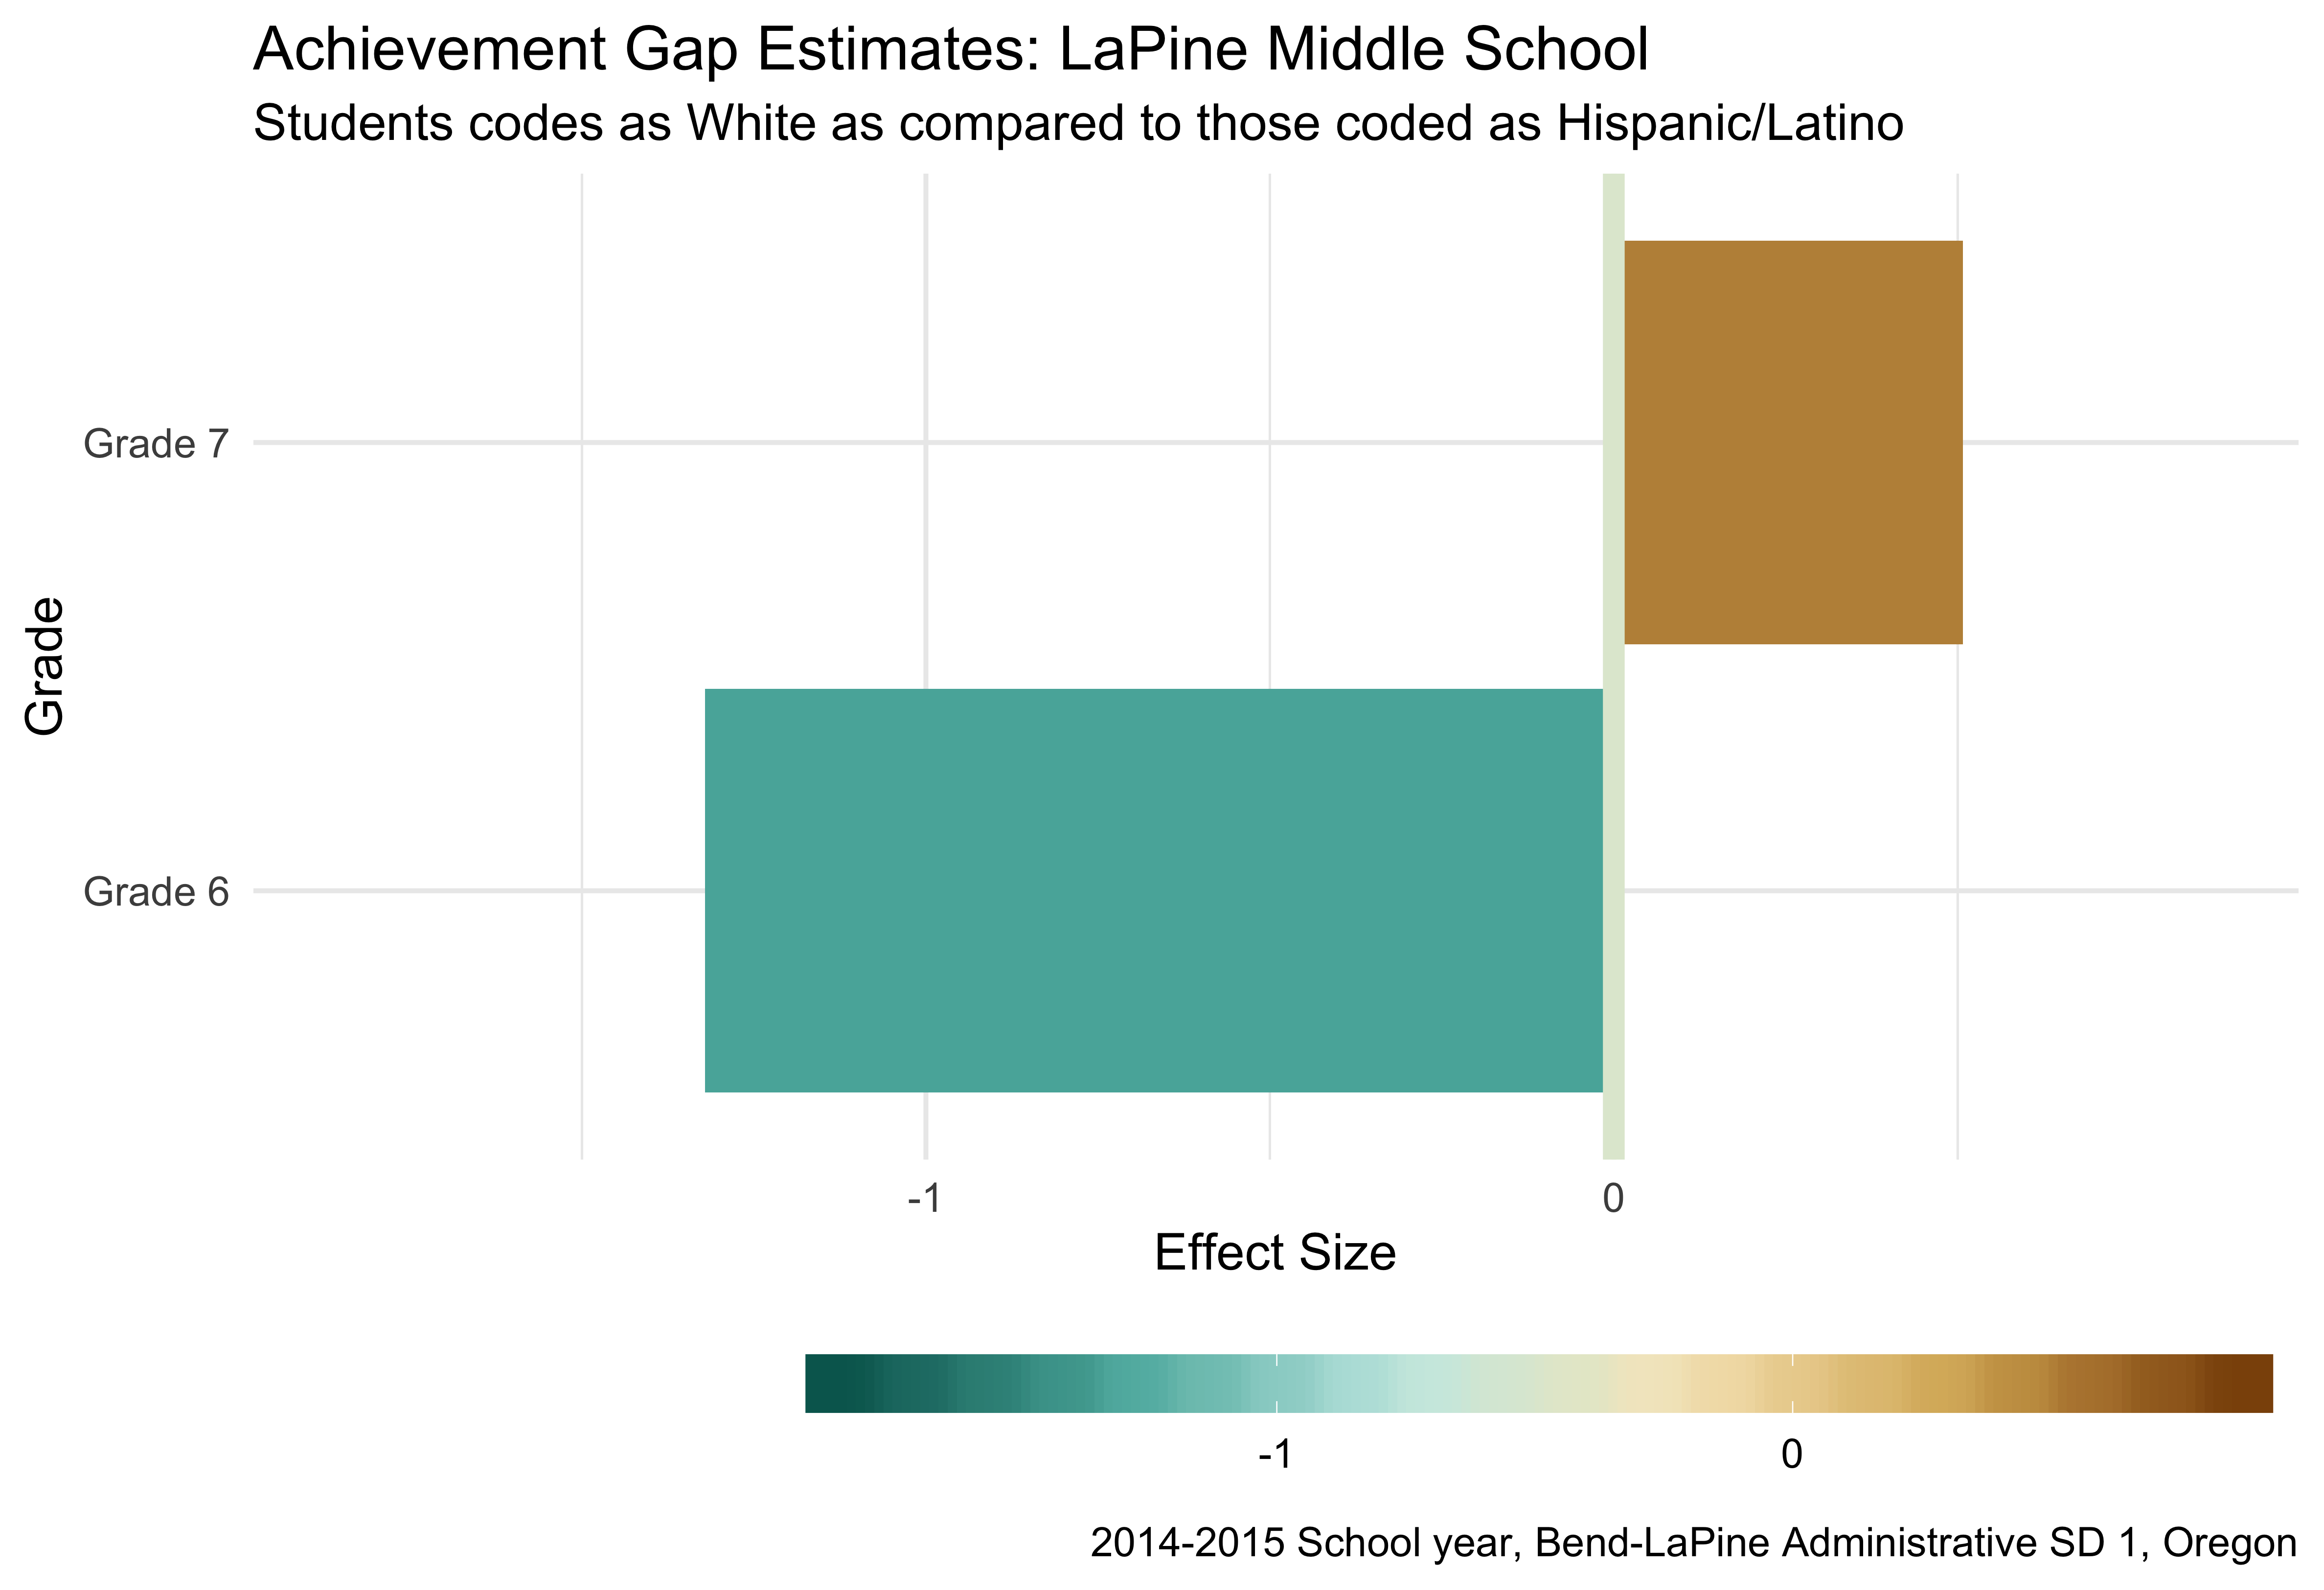 Achievement Gap Estimates: LaPine Middle School
Students codes as White as compared to those coded as Hispanic/Latino
Grade
Grade 7
Grade 6
-1
0
Effect Size
-1
0
2014-2015 School year, Bend-LaPine Administrative SD 1, Oregon